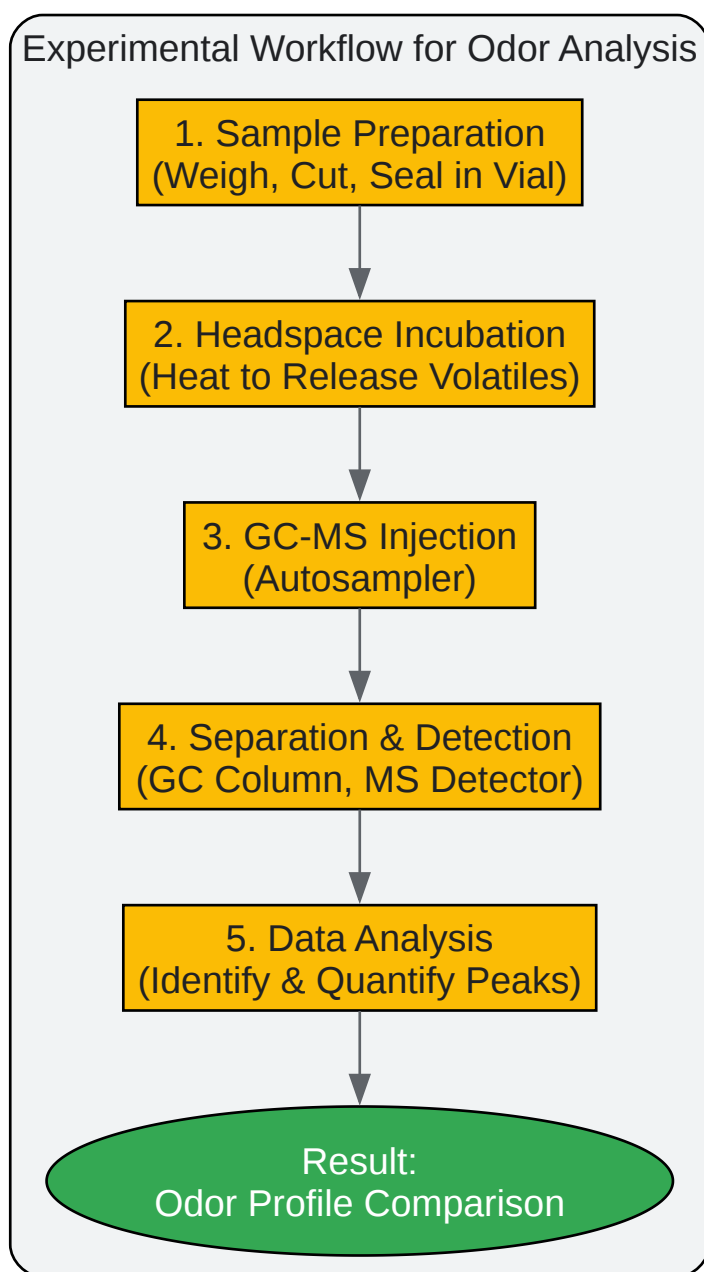 Experimental Workflow for Odor Analysis
1. Sample Preparation
(Weigh, Cut, Seal in Vial)
2. Headspace Incubation
(Heat to Release Volatiles)
3. GC-MS Injection
(Autosampler)
4. Separation & Detection
(GC Column, MS Detector)
5. Data Analysis
(Identify & Quantify Peaks)
Result:
Odor Profile Comparison